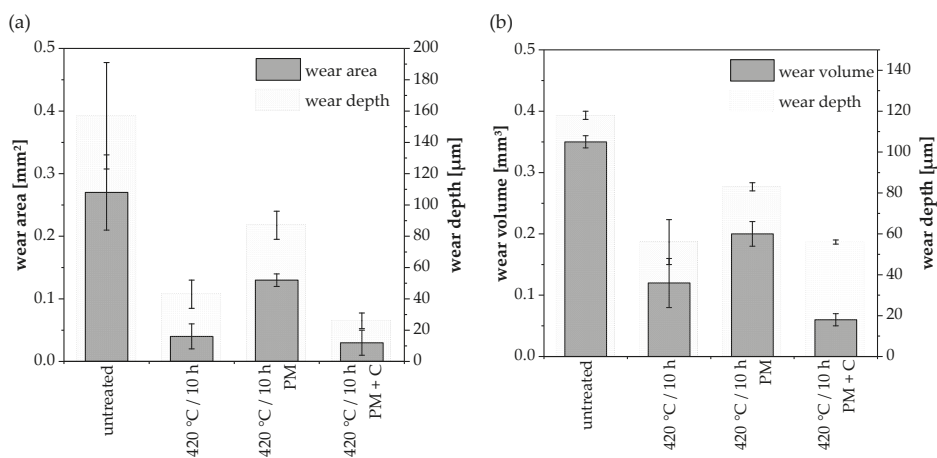 (a)
0.5
0.4
0.3
0.2
0.1
0.0
wear area [mm²]
wear area
wear depth
200
180
160
140
120
100
80
60
40
20
0
wear depth [µm]
untreated
420 °C / 10 h
420 °C / 10 h
PM
420 °C / 10 h
PM + C
(b)
0.5
0.4
0.3
0.2
0.1
0.0
wear volume [mm³]
wear volume
wear depth
140
120
100
80
60
40
20
0
wear depth [µm]
untreated
420 °C / 10 h
420 °C / 10 h
PM
420 °C / 10 h
PM + C